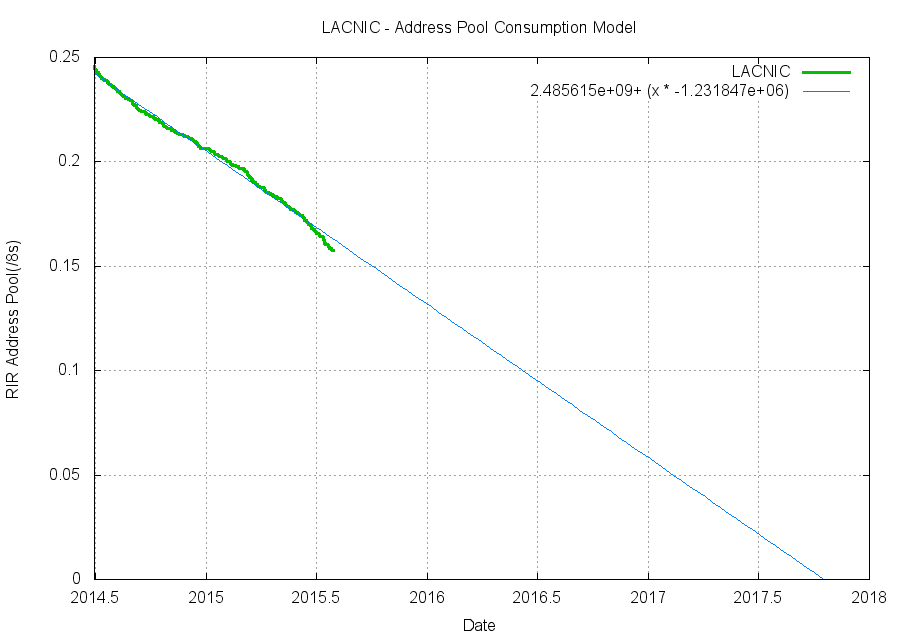 LACNIC - Address Pool Consumption Model
LACNIC
2.485615e+09+ (x * -1.231847e+06)
RIR Address Pool(/8s)
0.25
0.2
0.15
0.1
0.05
0
2014.5 2015 2015.5 2016 2016.5 2017 2017.5 2018
Date